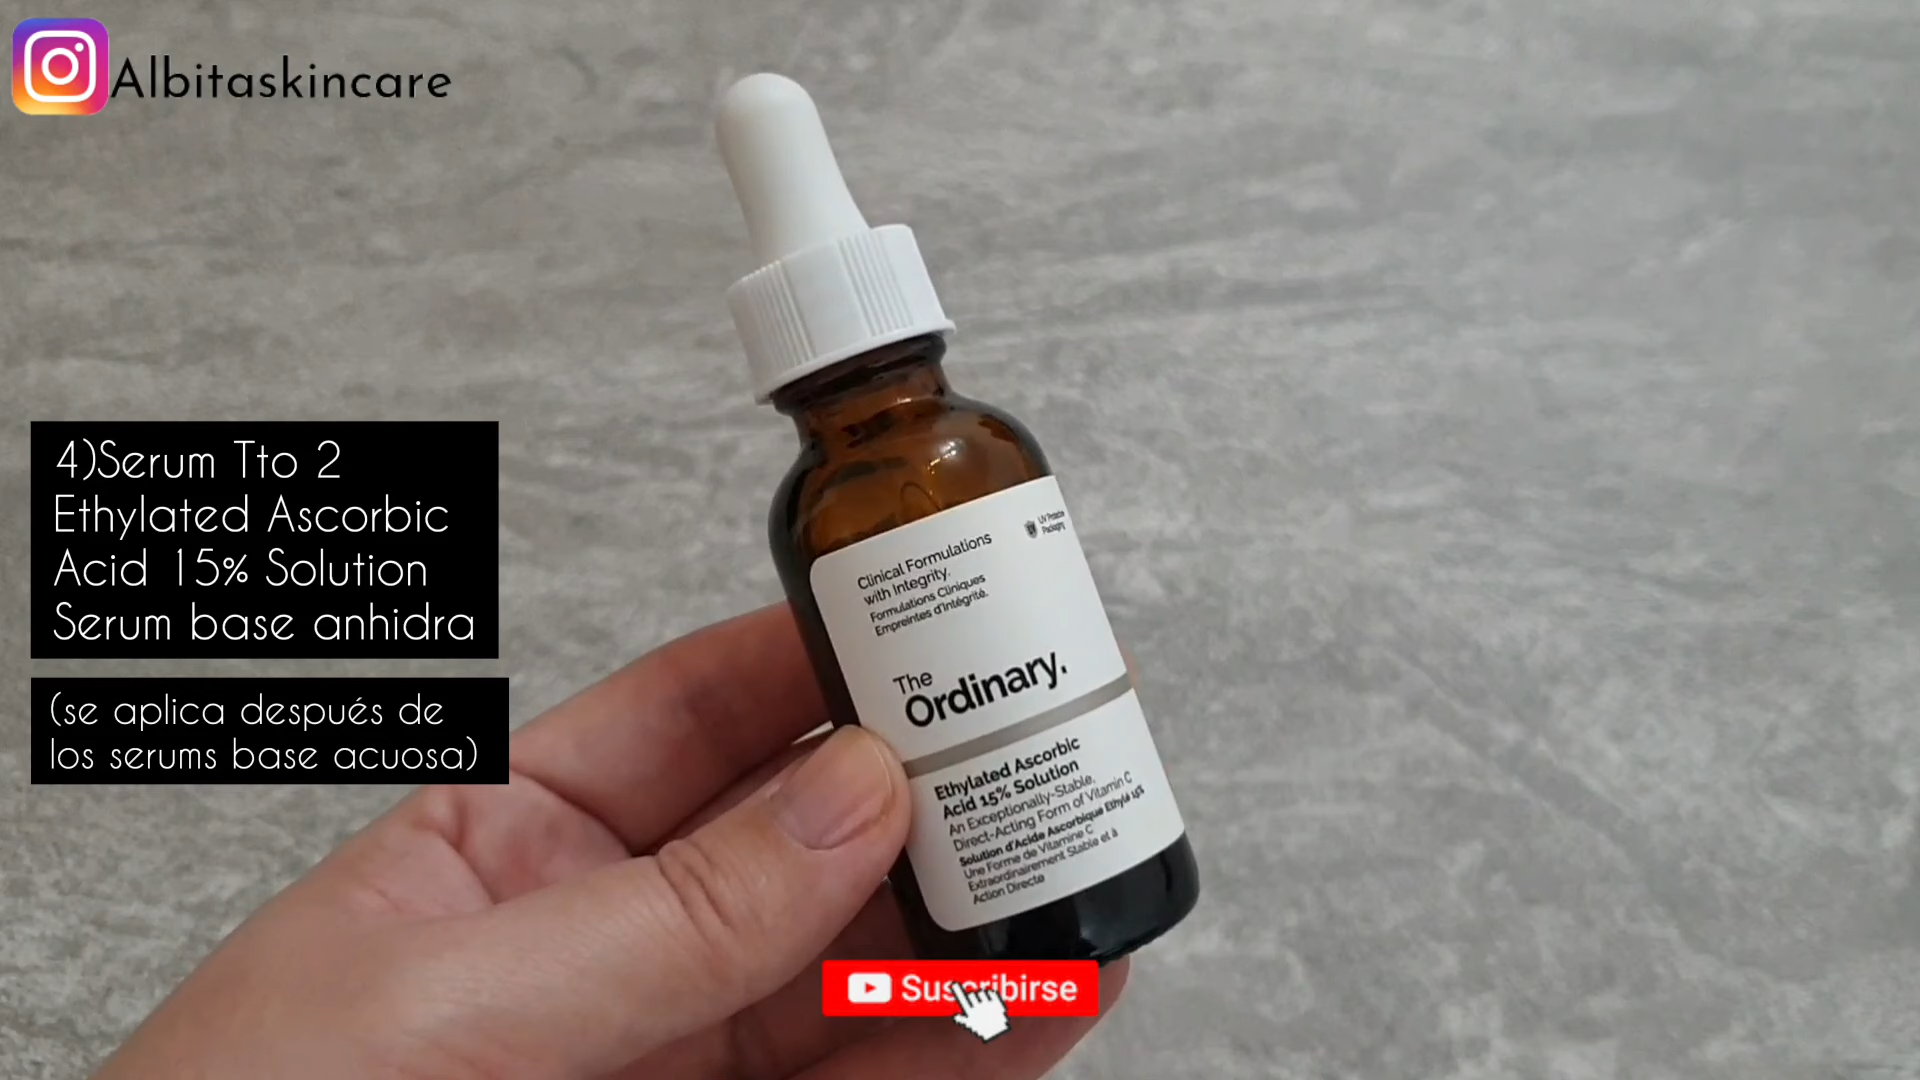 Albitaskincare
4)Serum Tto 2
Ethylated Ascorbic
Acid 15% Solution
Serum base anhidra
(se aplica después de
los serums base acuosa)
UV Protective
Packaging
Clinical Formulations
with Integrity.
Formulations Cliniques
Empreintes d'Intégrité.
The
Ordinary.
Ethylated Ascorbic
Acid 15% Solution
An Exceptionally-Stable,
Direct-Acting Form of Vitamin C
Solution d'Acide Ascorbique Ethylé 15%
Une Forme de Vitamine C
Extraordinairement Stable et à
Action Directe
Suscribirse